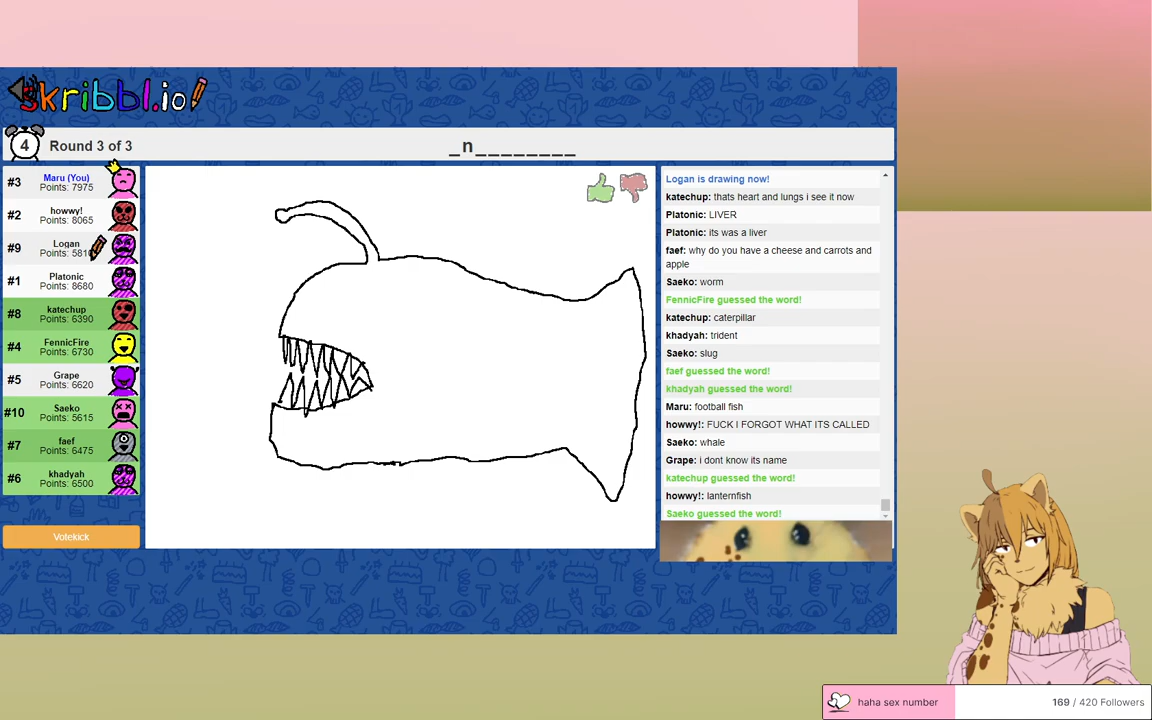 skribbl.io
4 Round 3 of 3
_n________
#3 Maru (You)
Points: 7975
#2 howwy!
Points: 8065
#9 Logan
Points: 5810
#1 Platonic
Points: 8680
#8 katechup
Points: 6390
#4 FennicFire
Points: 6730
#5 Grape
Points: 6620
#10 Saeko
Points: 5615
#7 faef
Points: 6475
#6 khadyah
Points: 6500
Votekick
Logan is drawing now!
katechup: thats heart and lungs i see it now
Platonic: LIVER
Platonic: its was a liver
faef: why do you have a cheese and carrots and
apple
Saeko: worm
FennicFire guessed the word!
katechup: caterpillar
khadyah: trident
Saeko: slug
faef guessed the word!
khadyah guessed the word!
Maru: football fish
howwy!: FUCK I FORGOT WHAT ITS CALLED
Saeko: whale
Grape: i dont know its name
katechup guessed the word!
howwy!: lanternfish
Saeko guessed the word!
haha sex number 169 / 420 Followers